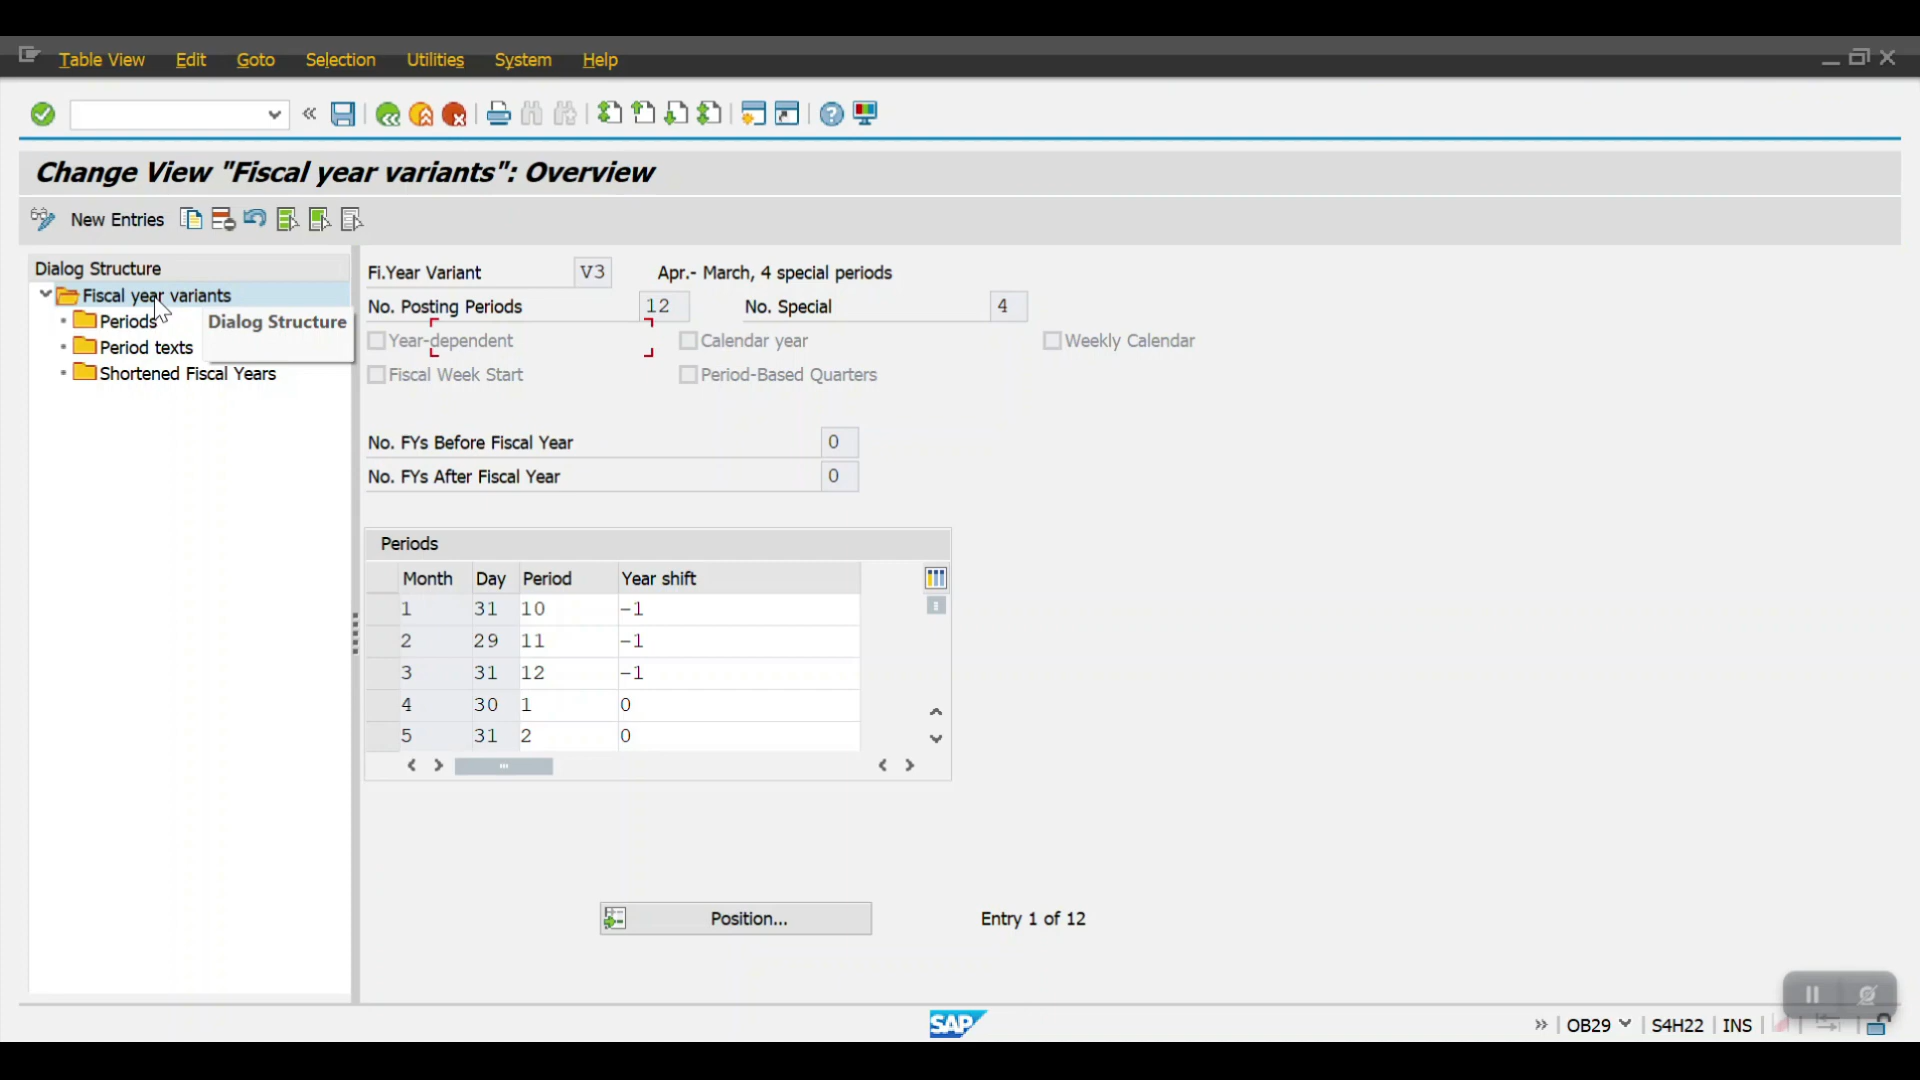 Table View Edit Goto Selection Utilities System Help
Change View "Fiscal year variants": Overview
New Entries
Dialog Structure
Fiscal year variants
Periods
Dialog Structure
Period texts
Shortened Fiscal Years
Fi.Year Variant V3 Apr.- March, 4 special periods
No. Posting Periods 12 No. Special 4
Year-dependent Calendar year Weekly Calendar
Fiscal Week Start Period-Based Quarters
No. FYs Before Fiscal Year 0
No. FYs After Fiscal Year 0
Periods
Month Day Period Year shift
1 31 10 -1
2 29 11 -1
3 31 12 -1
4 30 1 0
5 31 2 0
Position... Entry 1 of 12
SAP
OB29 S4H22 INS